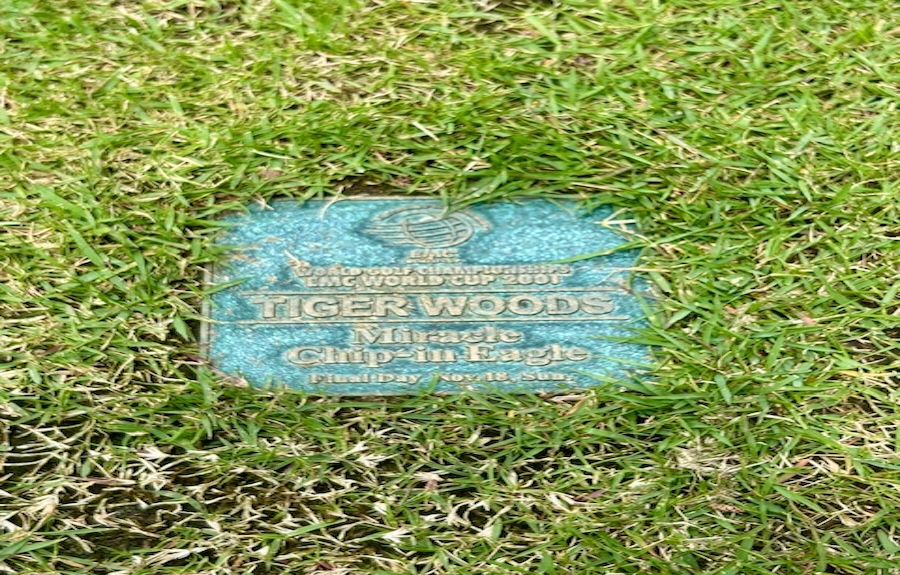 WORLD GOLF CHAMPIONSHIPS
EMC WORLD CUP 2001
TIGER WOODS
Miracle
Chip-in Eagle
Final Day Nov.18, Sun.